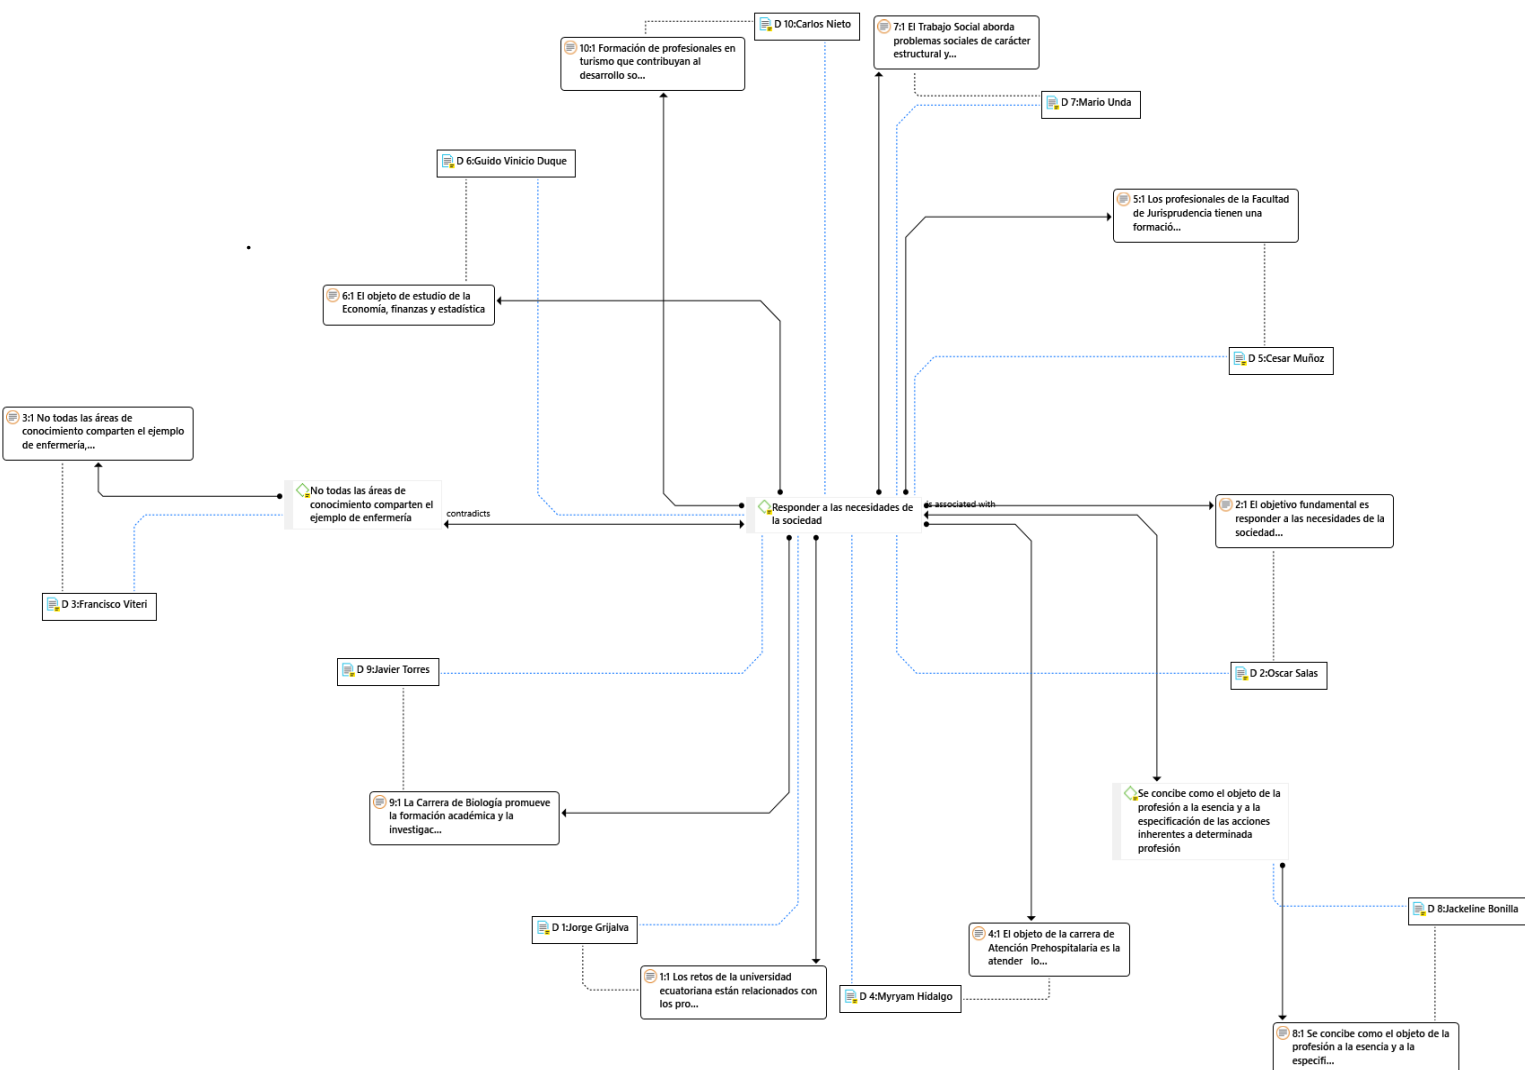 D 10:Carlos Nieto
7:1 El Trabajo Social aborda
problemas sociales de carácter
estructural y...
10:1 Formación de profesionales en
turismo que contribuyan al
desarrollo so...
D 7:Mario Unda
D 6:Guido Vinicio Duque
5:1 Los profesionales de la Facultad
de Jurisprudencia tienen una
formació...
6:1 El objeto de estudio de la
Economía, finanzas y estadística
D 5:Cesar Muñoz
3:1 No todas las áreas de
conocimiento comparten el ejemplo
de enfermería,...
No todas las áreas de
conocimiento comparten el
ejemplo de enfermería
contradicts
Responder a las necesidades de
la sociedad
is associated with
2:1 El objetivo fundamental es
responder a las necesidades de la
sociedad...
D 3:Francisco Viteri
D 9:Javier Torres
D 2:Oscar Salas
9:1 La Carrera de Biología promueve
la formación académica y la
investigac...
Se concibe como el objeto de la
profesión a la esencia y a la
especificación de las acciones
inherentes a determinada
profesión
D 8:Jackeline Bonilla
D 1:Jorge Grijalva
4:1 El objeto de la carrera de
Atención Prehospitalaria es la
atender lo...
1:1 Los retos de la universidad
ecuatoriana están relacionados con
los pro...
D 4:Myryam Hidalgo
8:1 Se concibe como el objeto de la
profesión a la esencia y a la
especifi...